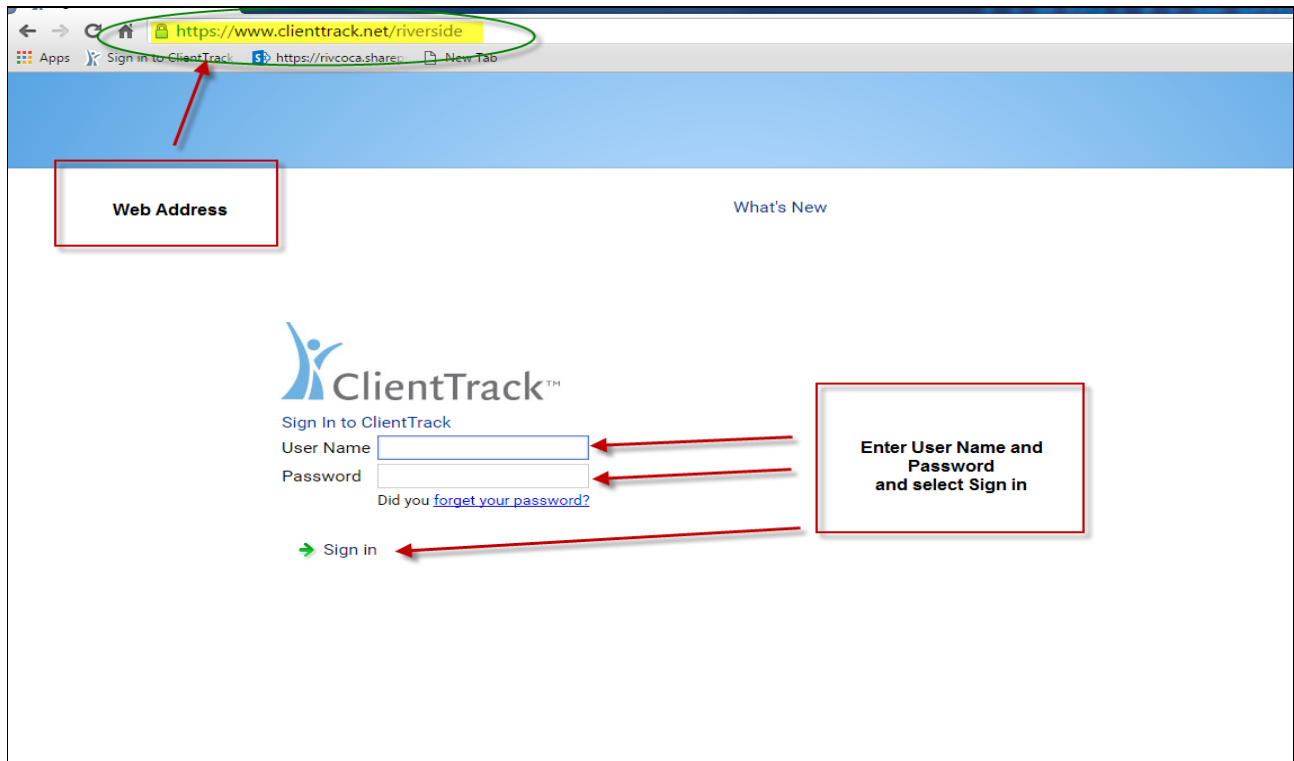 https://www.clienttrack.net/riverside
Apps Sign in to ClientTrack https://rivcoca.sharep New Tab
Web Address
What's New
ClientTrack™
Sign In to ClientTrack
User Name
Password
Did you forget your password?
Sign in
Enter User Name and
Password
and select Sign in